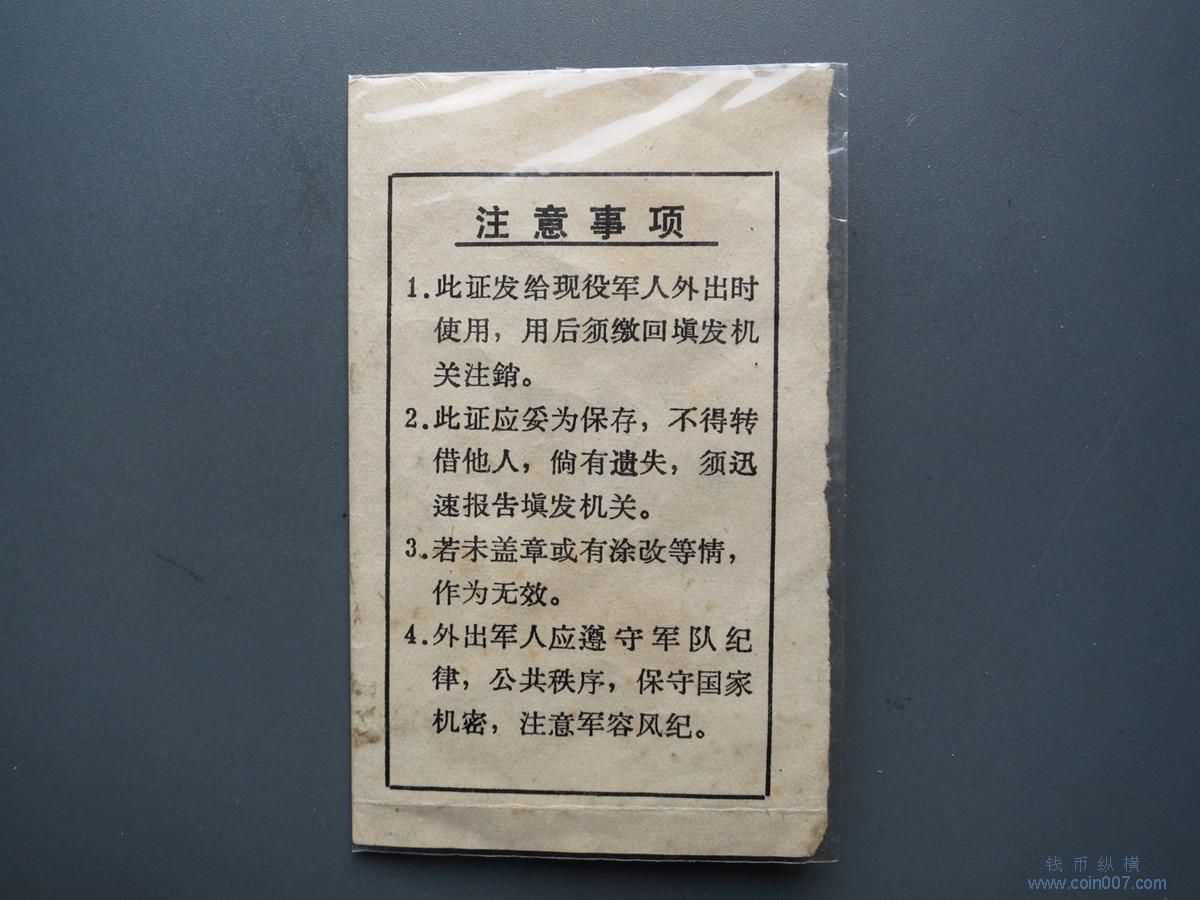 注意事项
1.此证发给现役军人外出时
使用，用后须缴回填发机
关注銷。
2.此证应妥为保存，不得转
借他人，倘有遗失，须迅
速报告填发机关。
3.若未盖章或有涂改等情，
作为无效。
4.外出军人应遵守军队纪
律，公共秩序，保守国家
机密，注意军容风纪。
钱币纵横
www.coin007.com